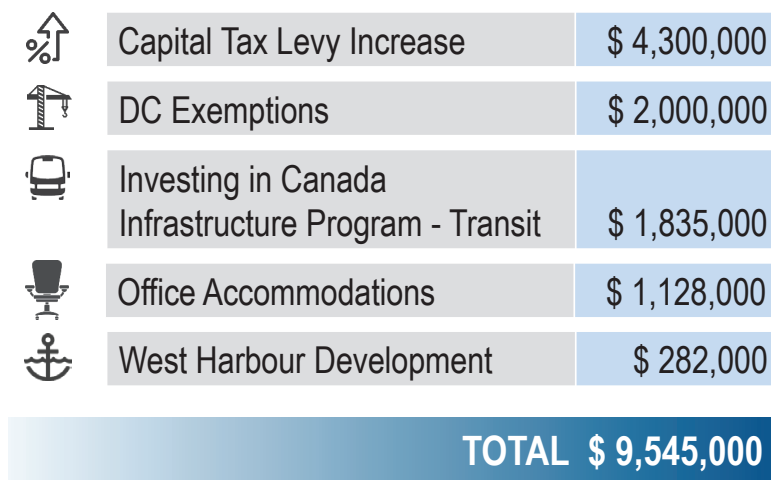 Capital Tax Levy Increase $ 4,300,000
DC Exemptions $ 2,000,000
Investing in Canada
Infrastructure Program - Transit $ 1,835,000
Office Accommodations $ 1,128,000
West Harbour Development $ 282,000
TOTAL $ 9,545,000